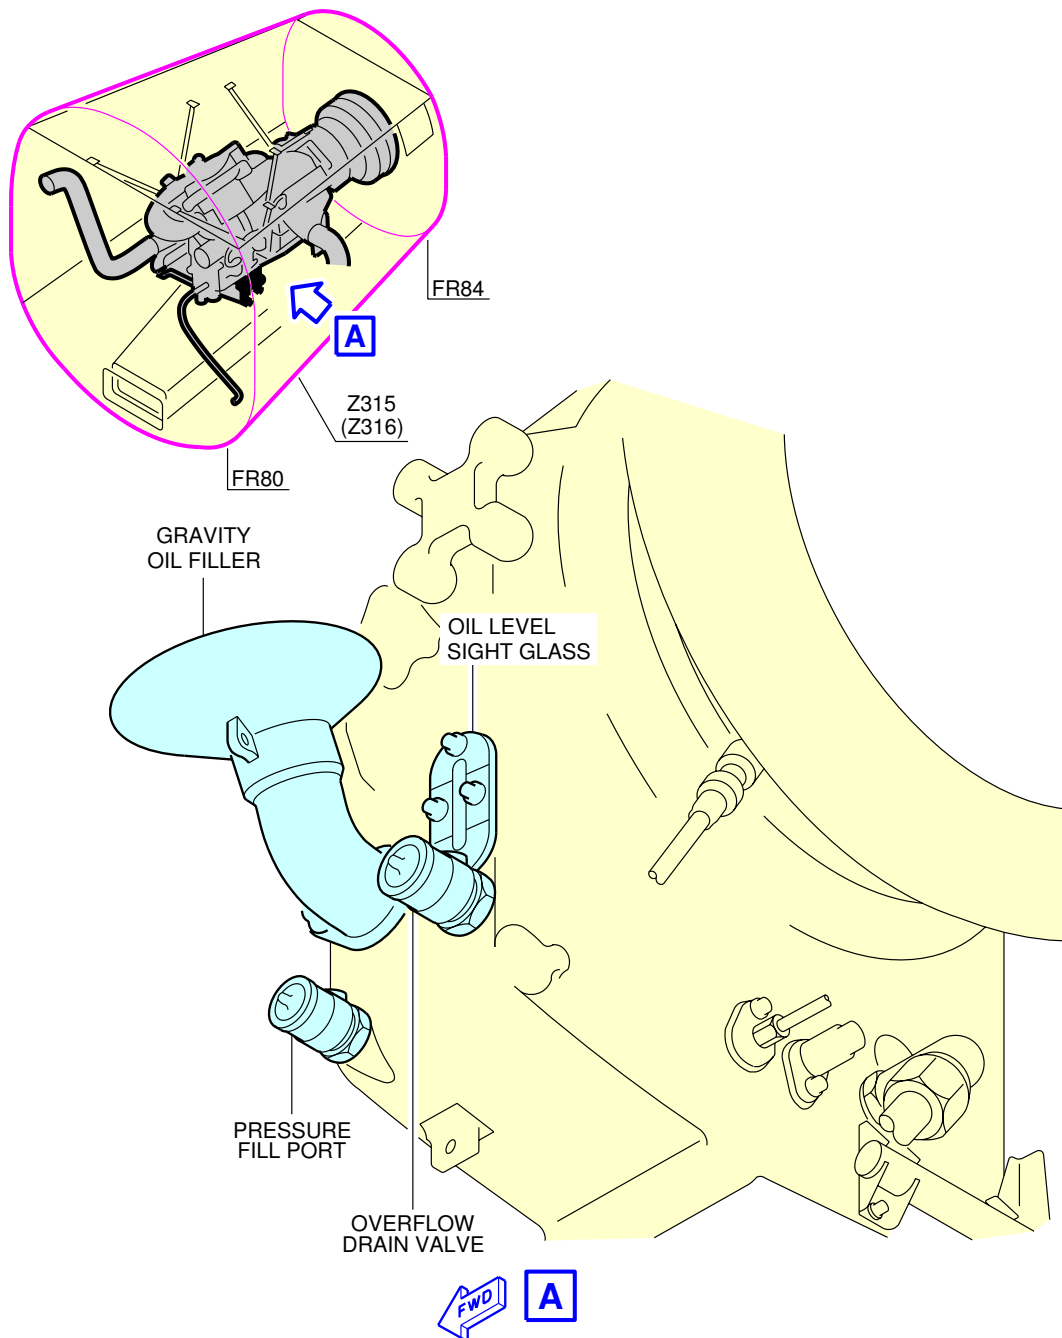 FR84
A
Z315
(Z316)
FR80
GRAVITY
OIL FILLER
OIL LEVEL
SIGHT GLASS
PRESSURE
FILL PORT
OVERFLOW
DRAIN VALVE
FWD
A